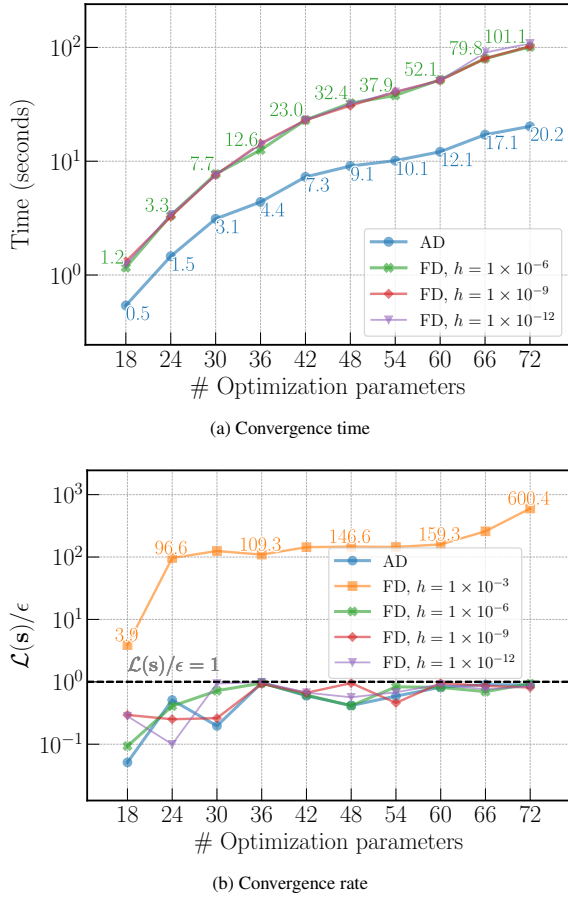 10²
10¹
10⁰
Time (seconds)
1.2
3.3
7.7
12.6
23.0
32.4
37.9
52.1
79.8
101.1
0.5
1.5
3.1
4.4
7.3
9.1
10.1
12.1
17.1
20.2
AD
FD, h = 1 × 10⁻⁶
FD, h = 1 × 10⁻⁹
FD, h = 1 × 10⁻¹²
18 24 30 36 42 48 54 60 66 72
# Optimization parameters
(a) Convergence time
10³
10²
10¹
10⁰
10⁻¹
ℒ(s)/ϵ
3.9
96.6
109.3
146.6
159.3
600.4
AD
FD, h = 1 × 10⁻³
FD, h = 1 × 10⁻⁶
FD, h = 1 × 10⁻⁹
FD, h = 1 × 10⁻¹²
ℒ(s)/ϵ = 1
18 24 30 36 42 48 54 60 66 72
# Optimization parameters
(b) Convergence rate